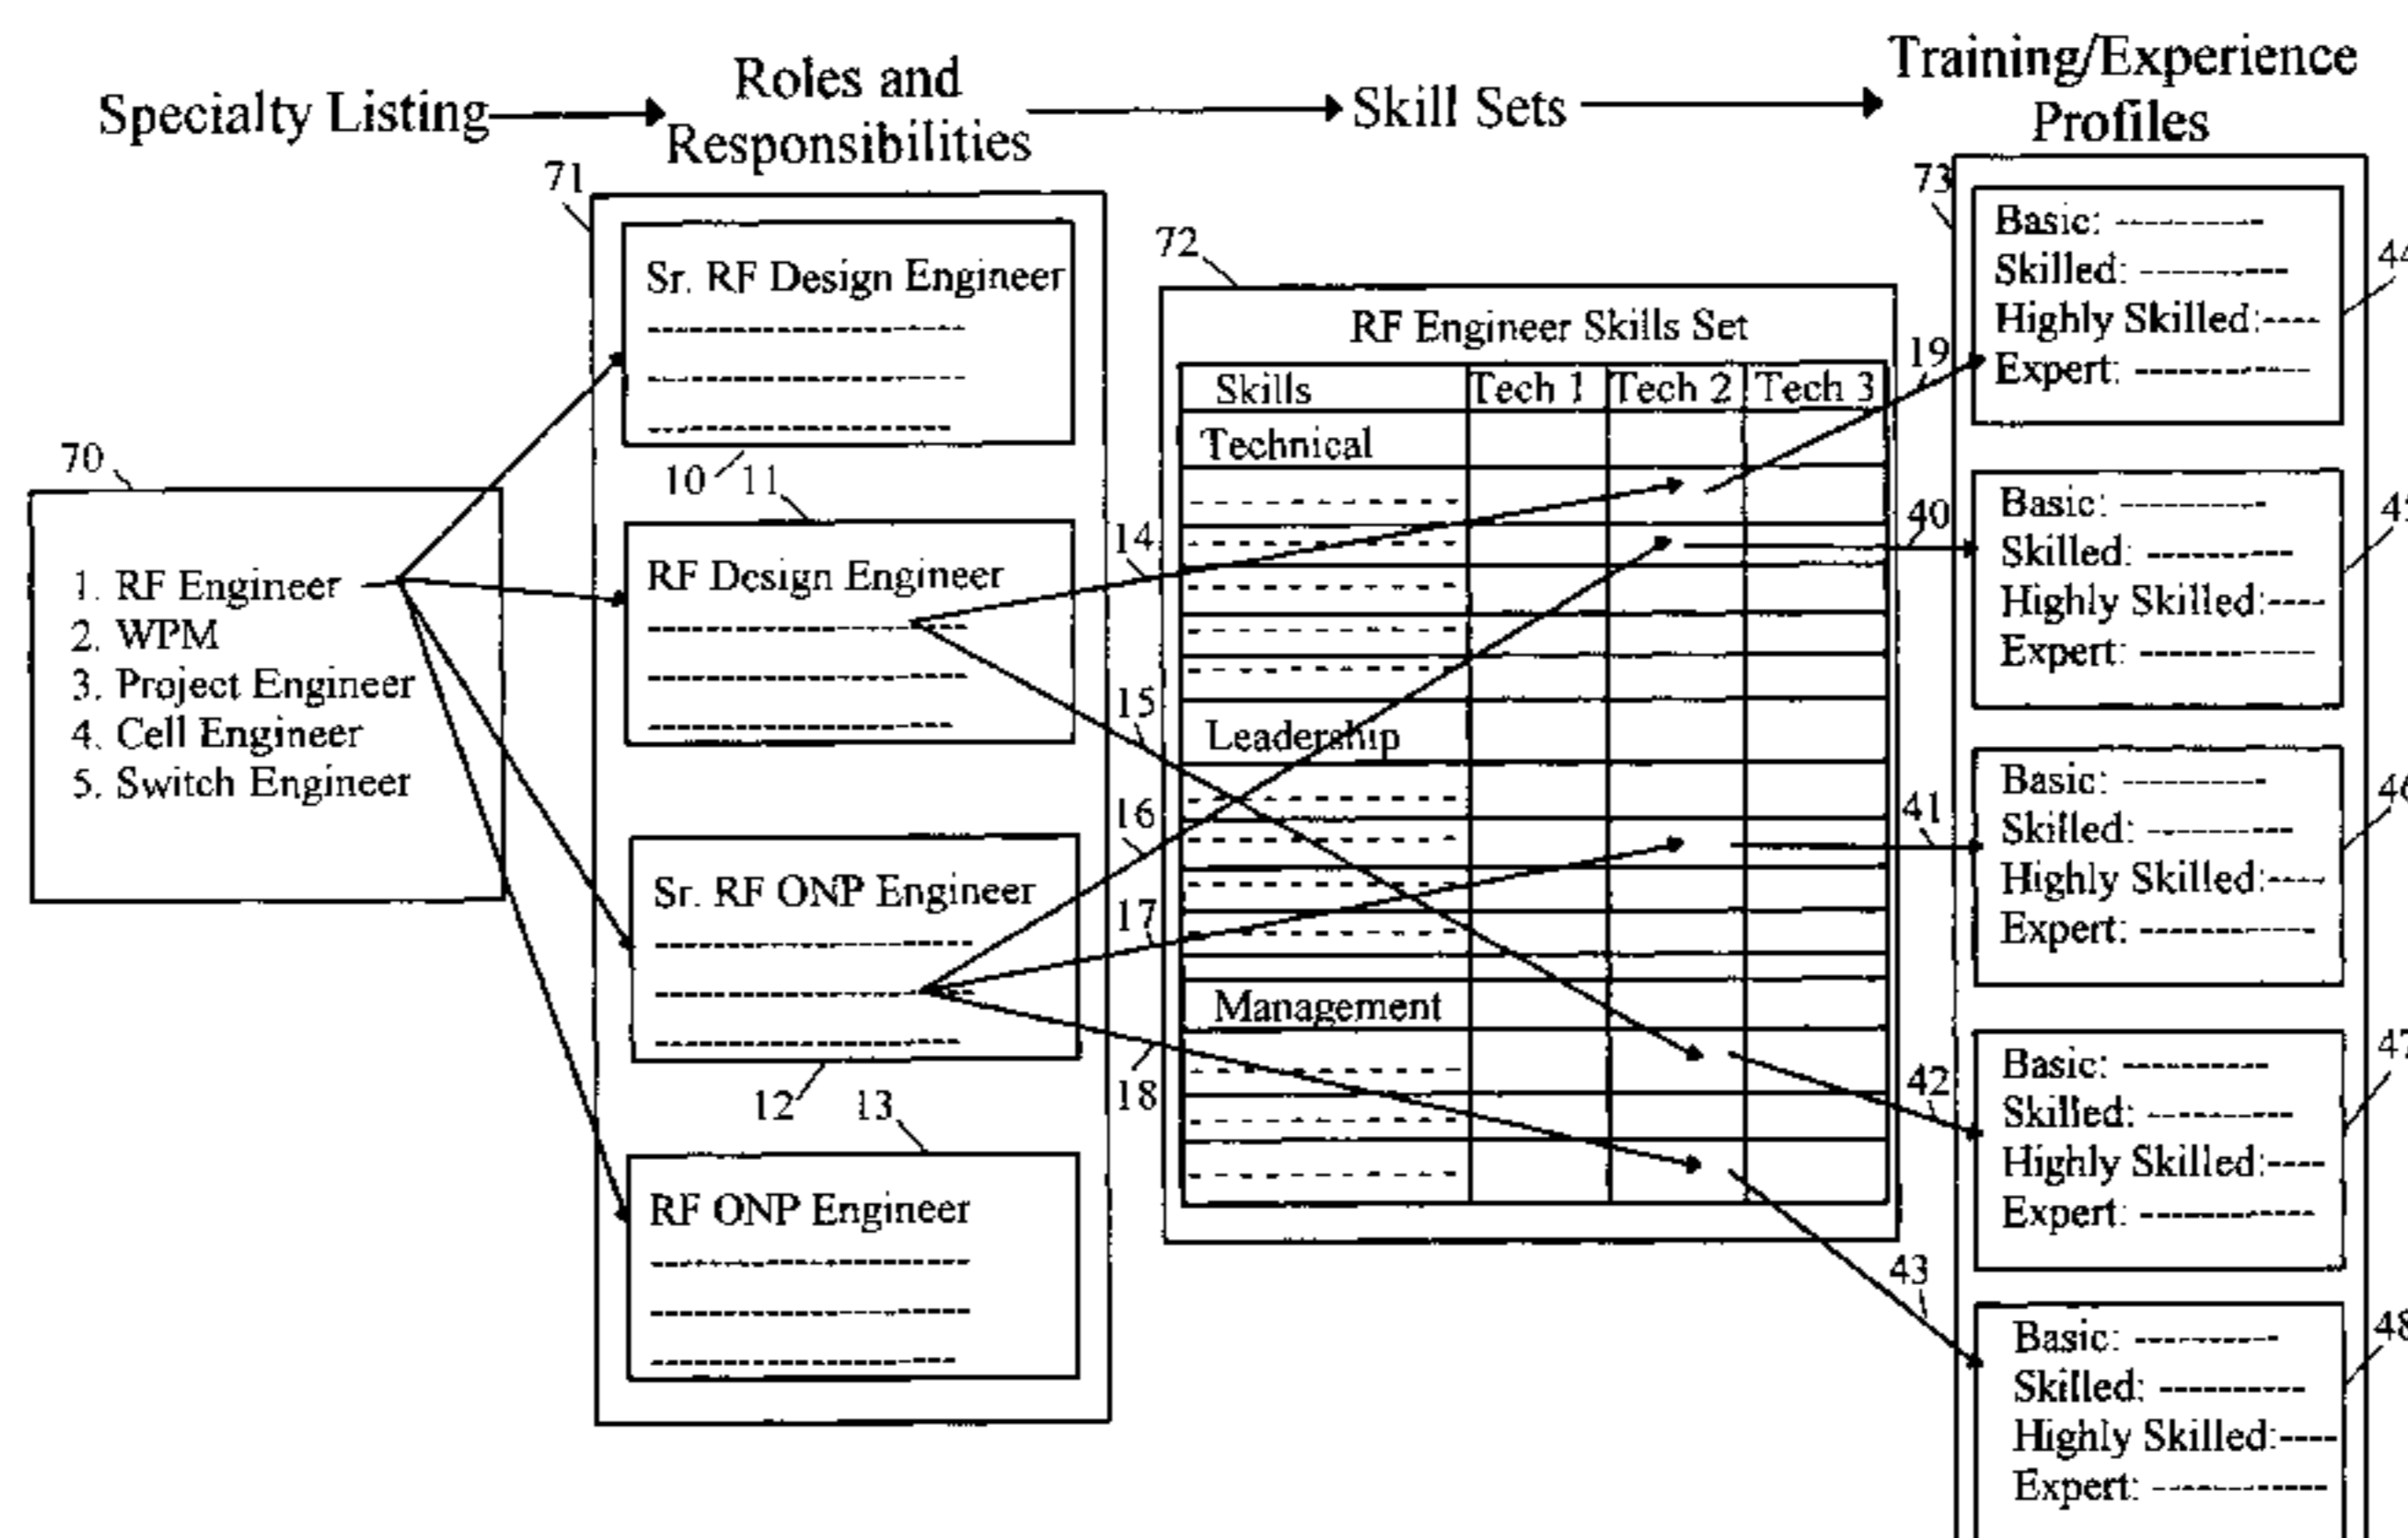 Specialty Listing
Roles and
Responsibilities
Skill Sets
Training/Experience
Profiles
70
1. RF Engineer
2. WPM
3. Project Engineer
4. Cell Engineer
5. Switch Engineer
71
Sr. RF Design Engineer
10
11
RF Design Engineer
Sr. RF ONP Engineer
12
13
RF ONP Engineer
14
15
16
17
18
72
RF Engineer Skills Set
Skills Tech 1 Tech 2 Tech 3
Technical
Leadership
Management
19
40
41
42
43
73
Basic:
Skilled:
Highly Skilled:
Expert:
44
Basic:
Skilled:
Highly Skilled:
Expert:
Basic:
Skilled:
Highly Skilled:
Expert:
46
Basic:
Skilled:
Highly Skilled:
Expert:
47
Basic:
Skilled:
Highly Skilled:
Expert:
48